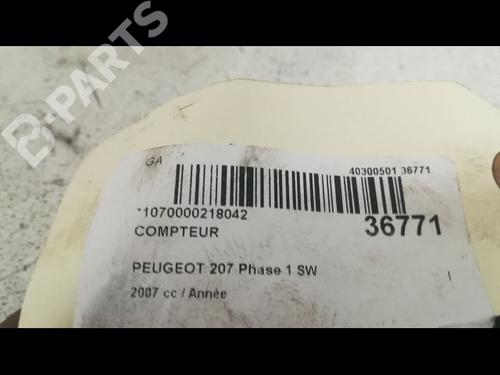 B-PARTS
GA
40300501 36771
*1070000218042
36771
COMPTEUR
PEUGEOT 207 Phase 1 SW
2007 cc / Année